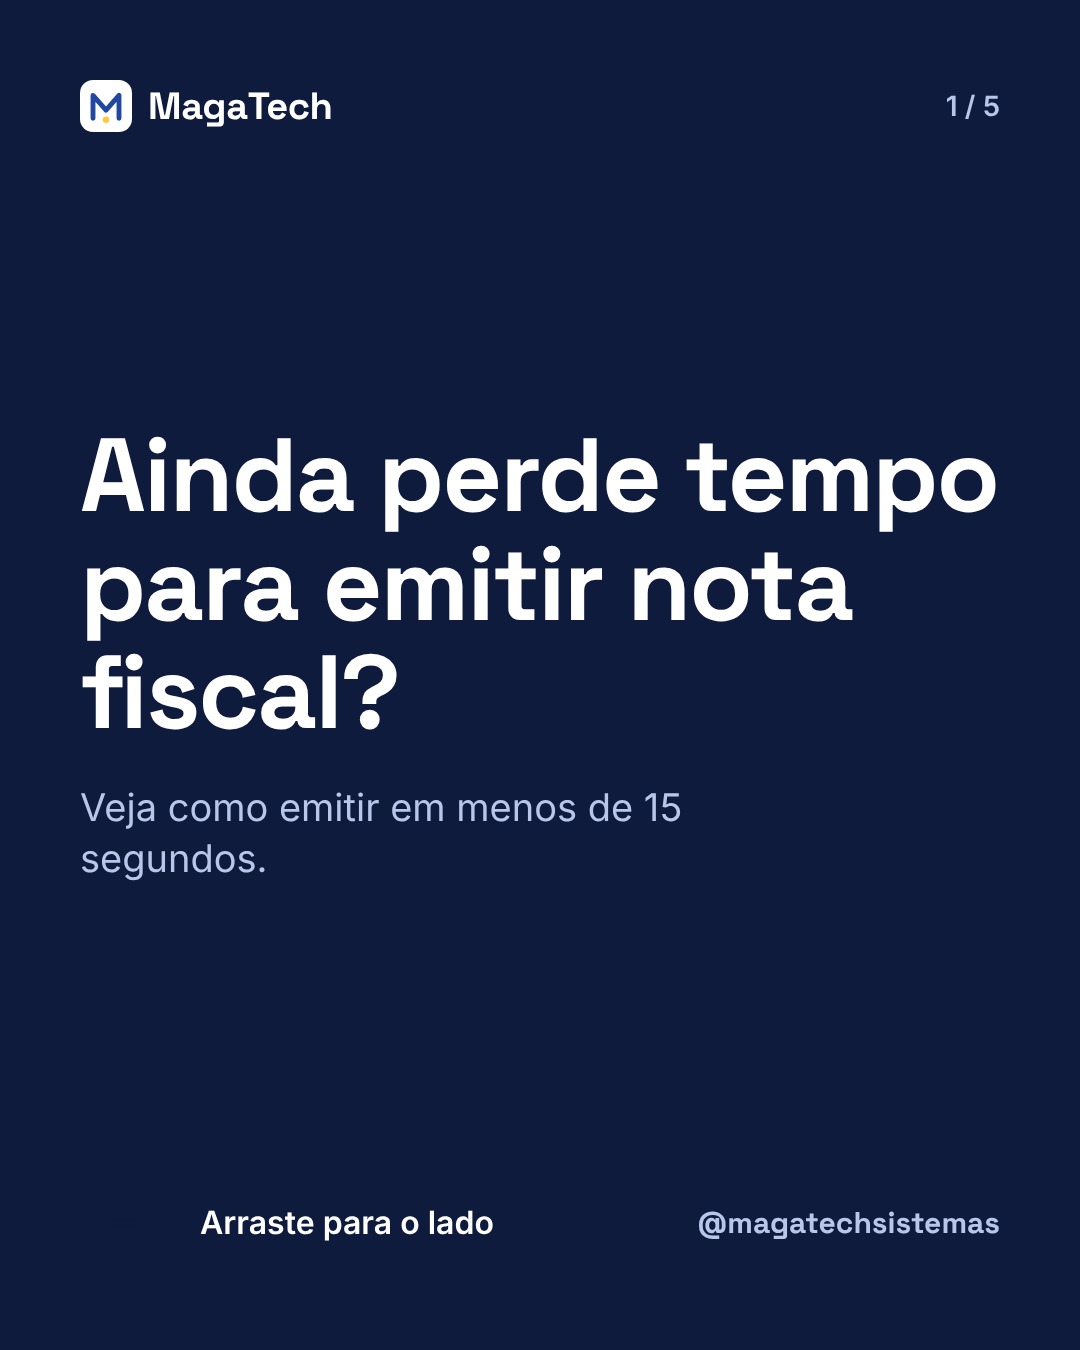 MagaTech
1 / 5
Ainda perde tempo
para emitir nota
fiscal?
Veja como emitir em menos de 15
segundos.
Arraste para o lado
@magatechsistemas